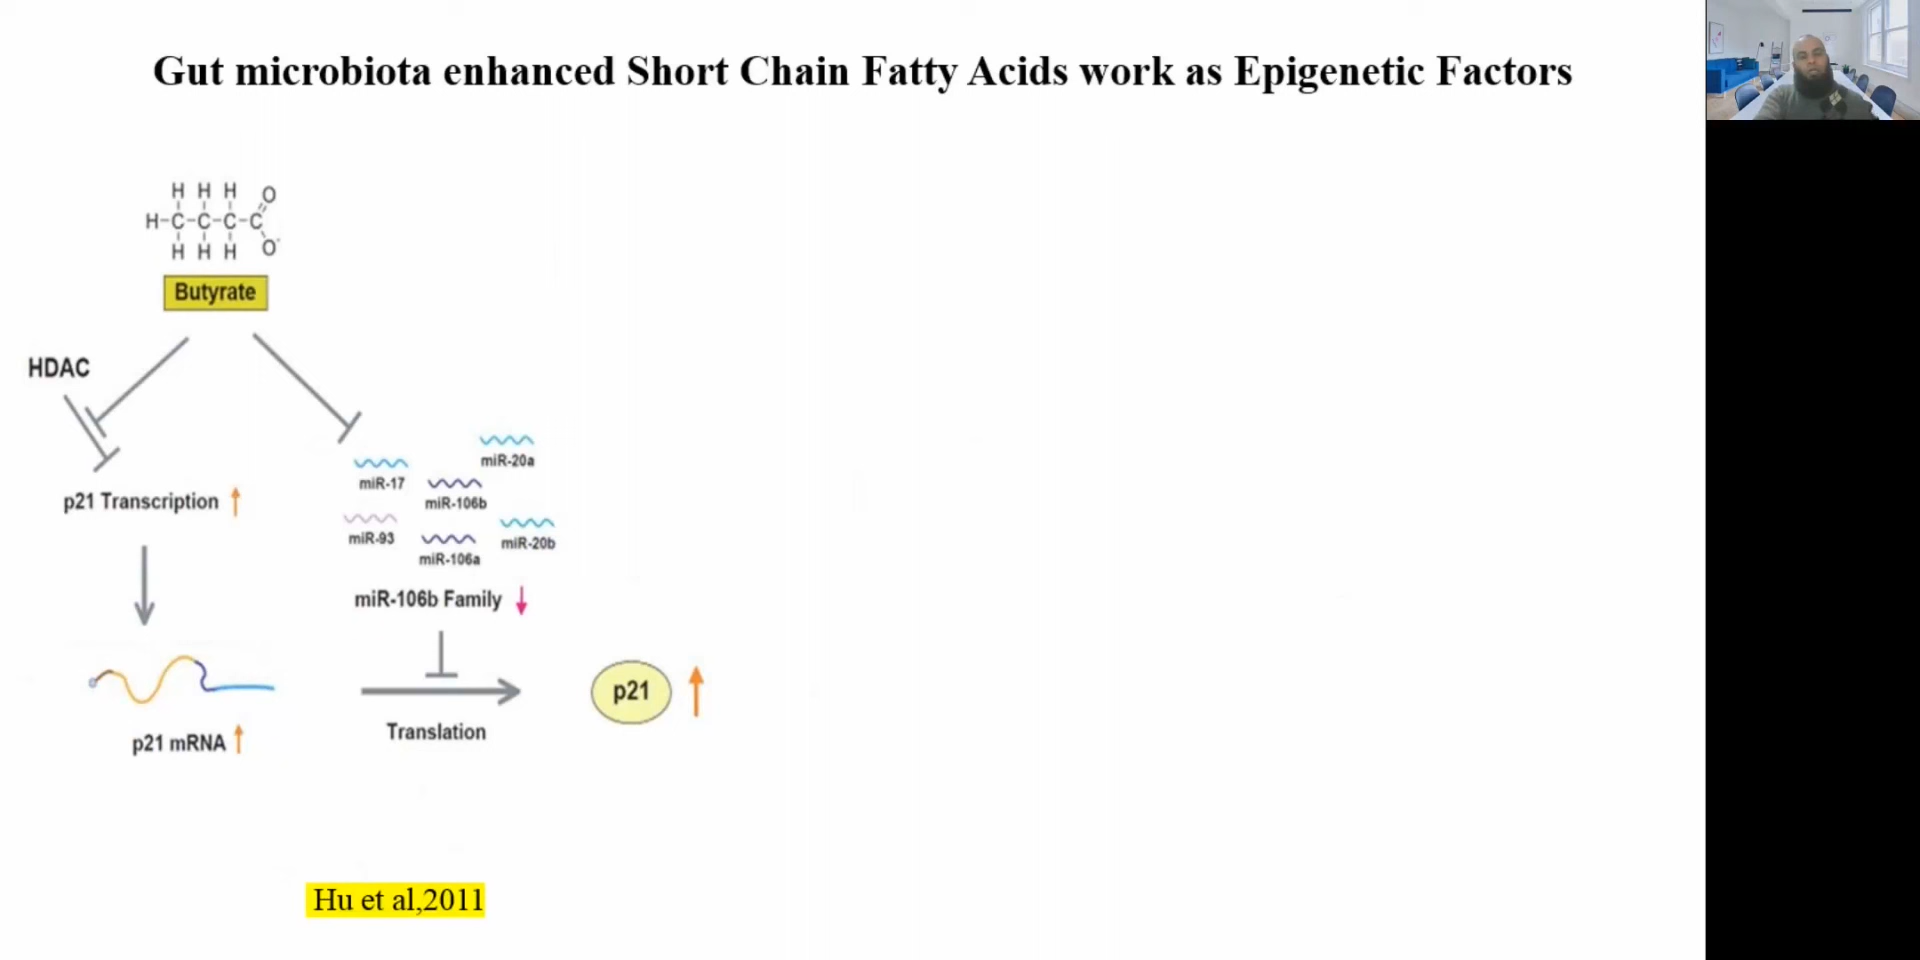 Gut microbiota enhanced Short Chain Fatty Acids work as Epigenetic Factors
H H H O
H-C-C-C-C
H H H O-
Butyrate
HDAC
p21 Transcription
p21 mRNA
miR-20a
miR-17
miR-106b
miR-93
miR-20b
miR-106a
miR-106b Family
Translation
p21
Hu et al,2011